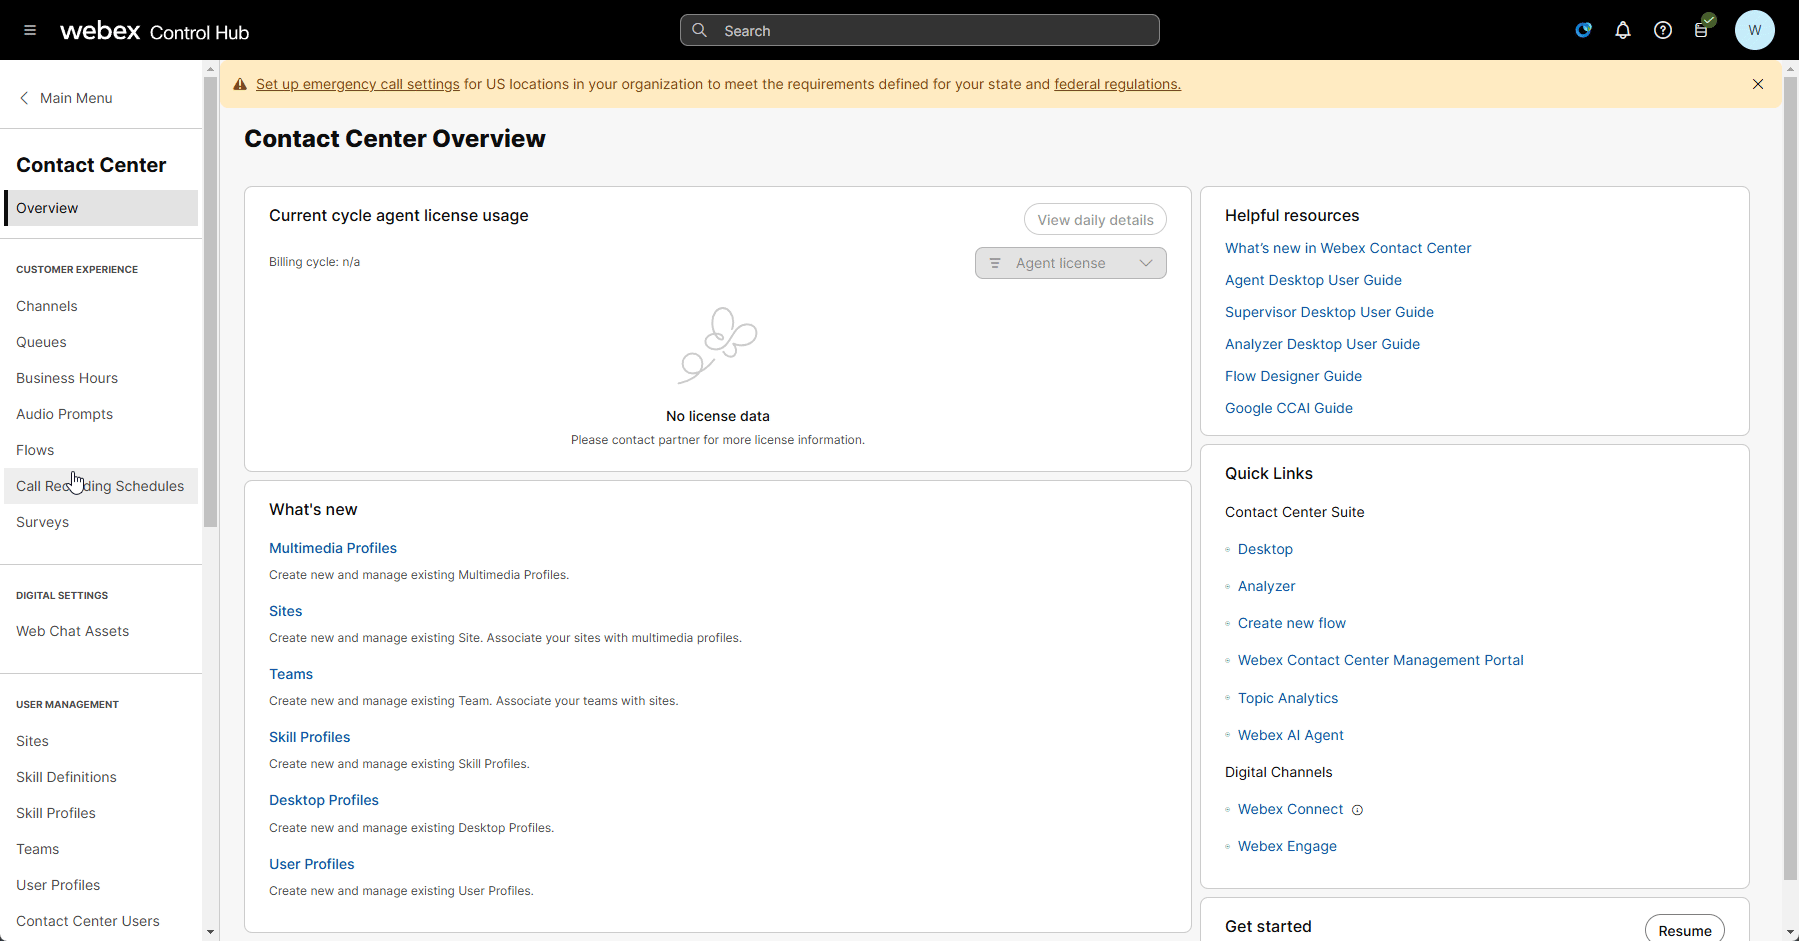 webex Control Hub
Search
W
Main Menu
Contact Center
Overview
CUSTOMER EXPERIENCE
Channels
Queues
Business Hours
Audio Prompts
Flows
Call Recording Schedules
Surveys
DIGITAL SETTINGS
Web Chat Assets
USER MANAGEMENT
Sites
Skill Definitions
Skill Profiles
Teams
User Profiles
Contact Center Users
Set up emergency call settings for US locations in your organization to meet the requirements defined for your state and federal regulations.
Contact Center Overview
Current cycle agent license usage
View daily details
Billing cycle: n/a
Agent license
No license data
Please contact partner for more license information.
What's new
Multimedia Profiles
Create new and manage existing Multimedia Profiles.
Sites
Create new and manage existing Site. Associate your sites with multimedia profiles.
Teams
Create new and manage existing Team. Associate your teams with sites.
Skill Profiles
Create new and manage existing Skill Profiles.
Desktop Profiles
Create new and manage existing Desktop Profiles.
User Profiles
Create new and manage existing User Profiles.
Helpful resources
What's new in Webex Contact Center
Agent Desktop User Guide
Supervisor Desktop User Guide
Analyzer Desktop User Guide
Flow Designer Guide
Google CCAI Guide
Quick Links
Contact Center Suite
Desktop
Analyzer
Create new flow
Webex Contact Center Management Portal
Topic Analytics
Webex AI Agent
Digital Channels
Webex Connect
Webex Engage
Get started
Resume